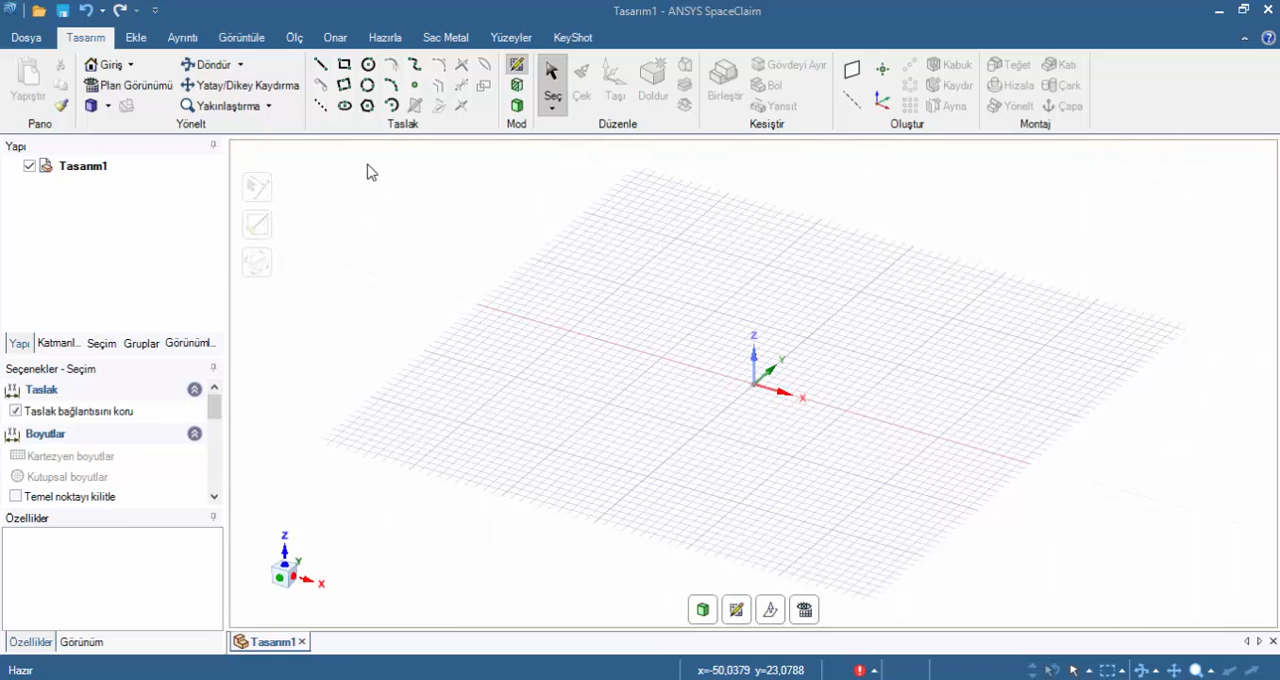 Tasarım1 - ANSYS SpaceClaim
Dosya Tasarım Ekle Ayrıntı Görüntüle Ölç Onar Hazırla Sac Metal Yüzeyler KeyShot
Yapıştır
Pano
Giriş
Plan Görünümü
Döndür
Yatay/Dikey Kaydırma
Yakınlaştırma
Yönelt
Taslak
Mod
Seç
Çek
Taşı
Doldur
Düzenle
Birleştir
Gövdeyi Ayır
Böl
Yansıt
Kesiştir
Kabuk
Kaydır
Ayna
Oluştur
Teğet
Hizala
Yönelt
Katı
Çark
Çapa
Montaj
Yapı
Tasarım1
Yapı Katmanl... Seçim Gruplar Görünüml...
Seçenekler - Seçim
Taslak
Taslak bağlantısını koru
Boyutlar
Kartezyen boyutlar
Kutupsal boyutlar
Temel noktayı kilitle
Özellikler
Özellikler Görünüm
Z
Y
X
Z
Y
X
Tasarım1
Hazır
x=-50,0379 y=23,0788